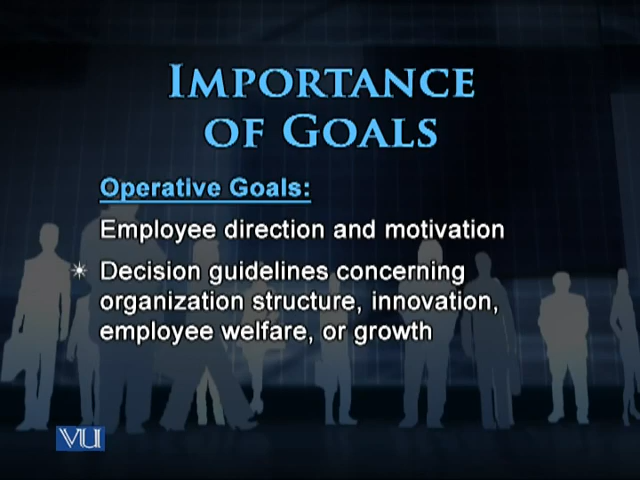 IMPORTANCE
OF GOALS
Operative Goals:
Employee direction and motivation
Decision guidelines concerning
organization structure, innovation,
employee welfare, or growth
VU